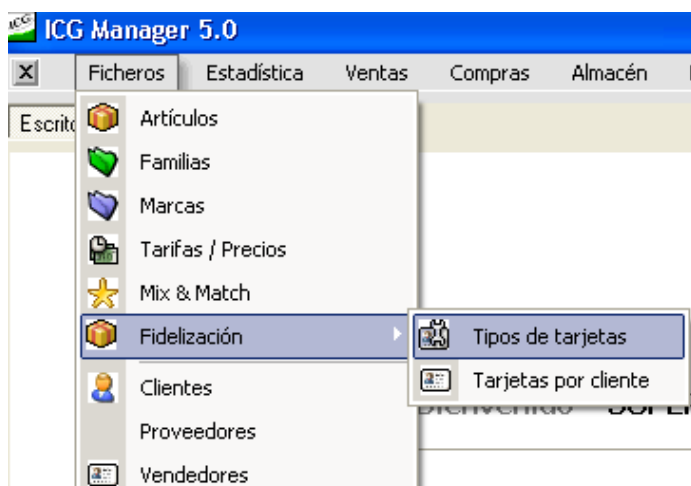 ICG Manager 5.0
Ficheros Estadística Ventas Compras Almacén
Artículos
Familias
Marcas
Tarifas / Precios
Mix & Match
Fidelización
Tipos de tarjetas
Tarjetas por cliente
Clientes
Proveedores
Vendedores